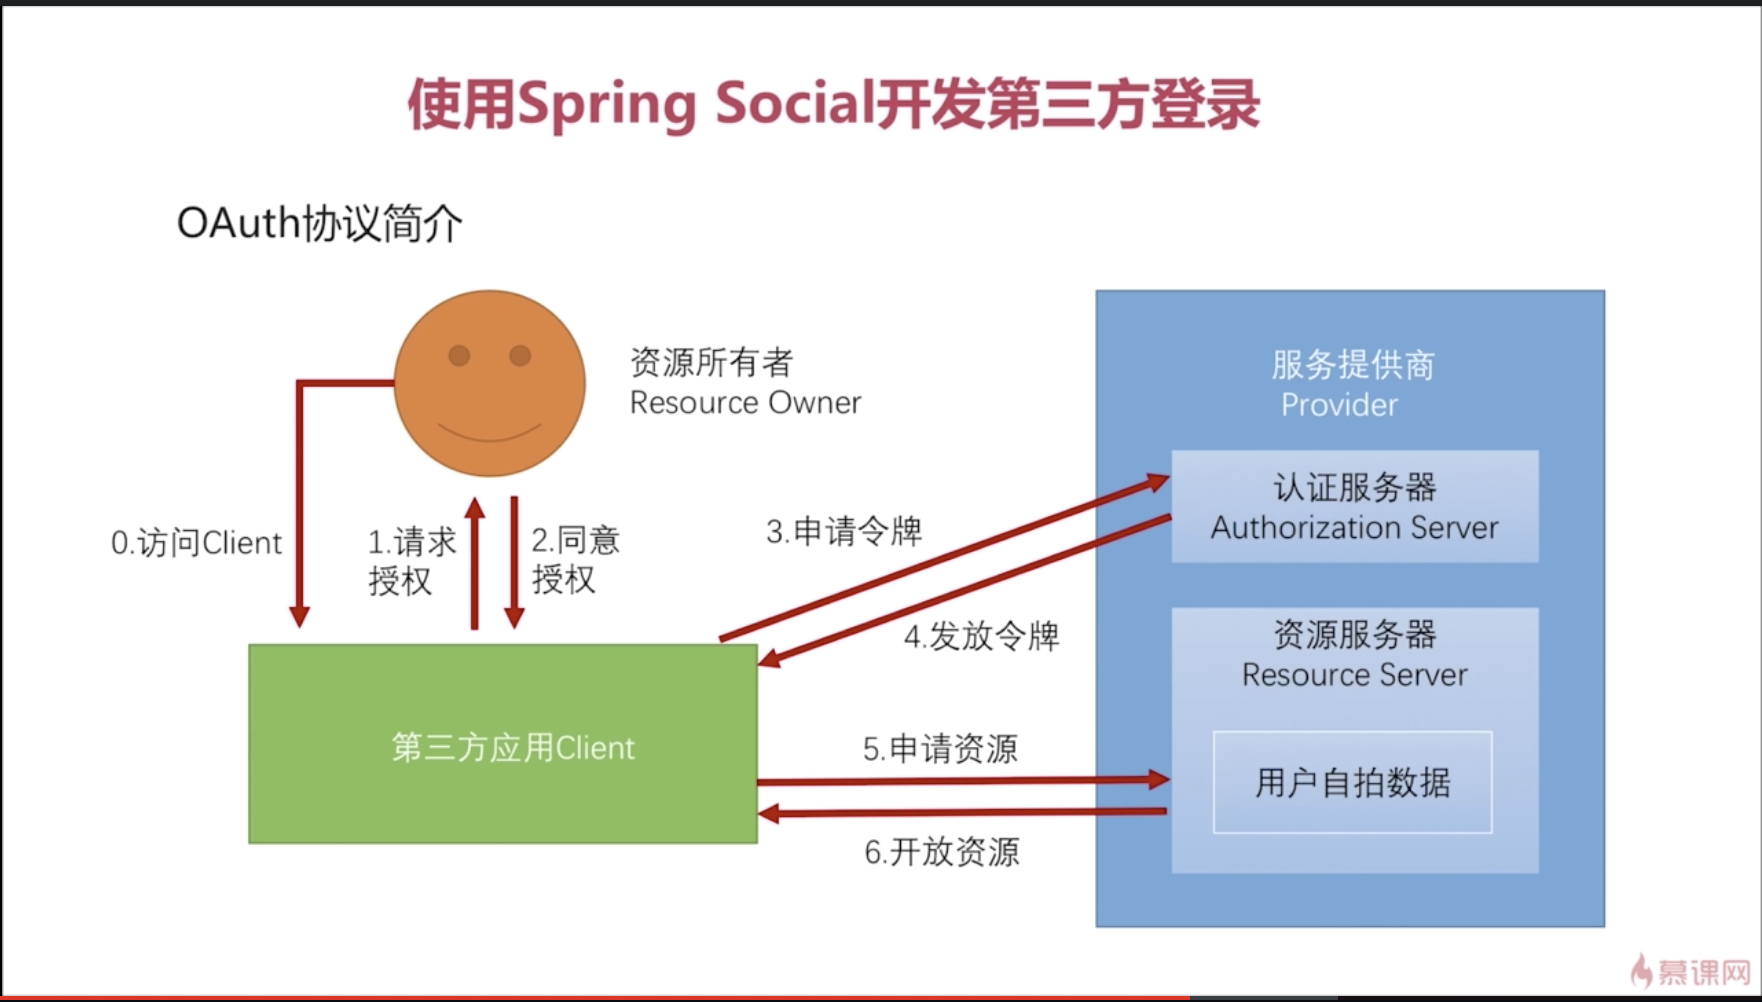 使用Spring Social开发第三方登录
OAuth协议简介
资源所有者
Resource Owner
服务提供商
Provider
认证服务器
Authorization Server
0.访问Client
1.请求
授权
2.同意
授权
3.申请令牌
4.发放令牌
资源服务器
Resource Server
第三方应用Client
5.申请资源
用户自拍数据
6.开放资源
慕课网